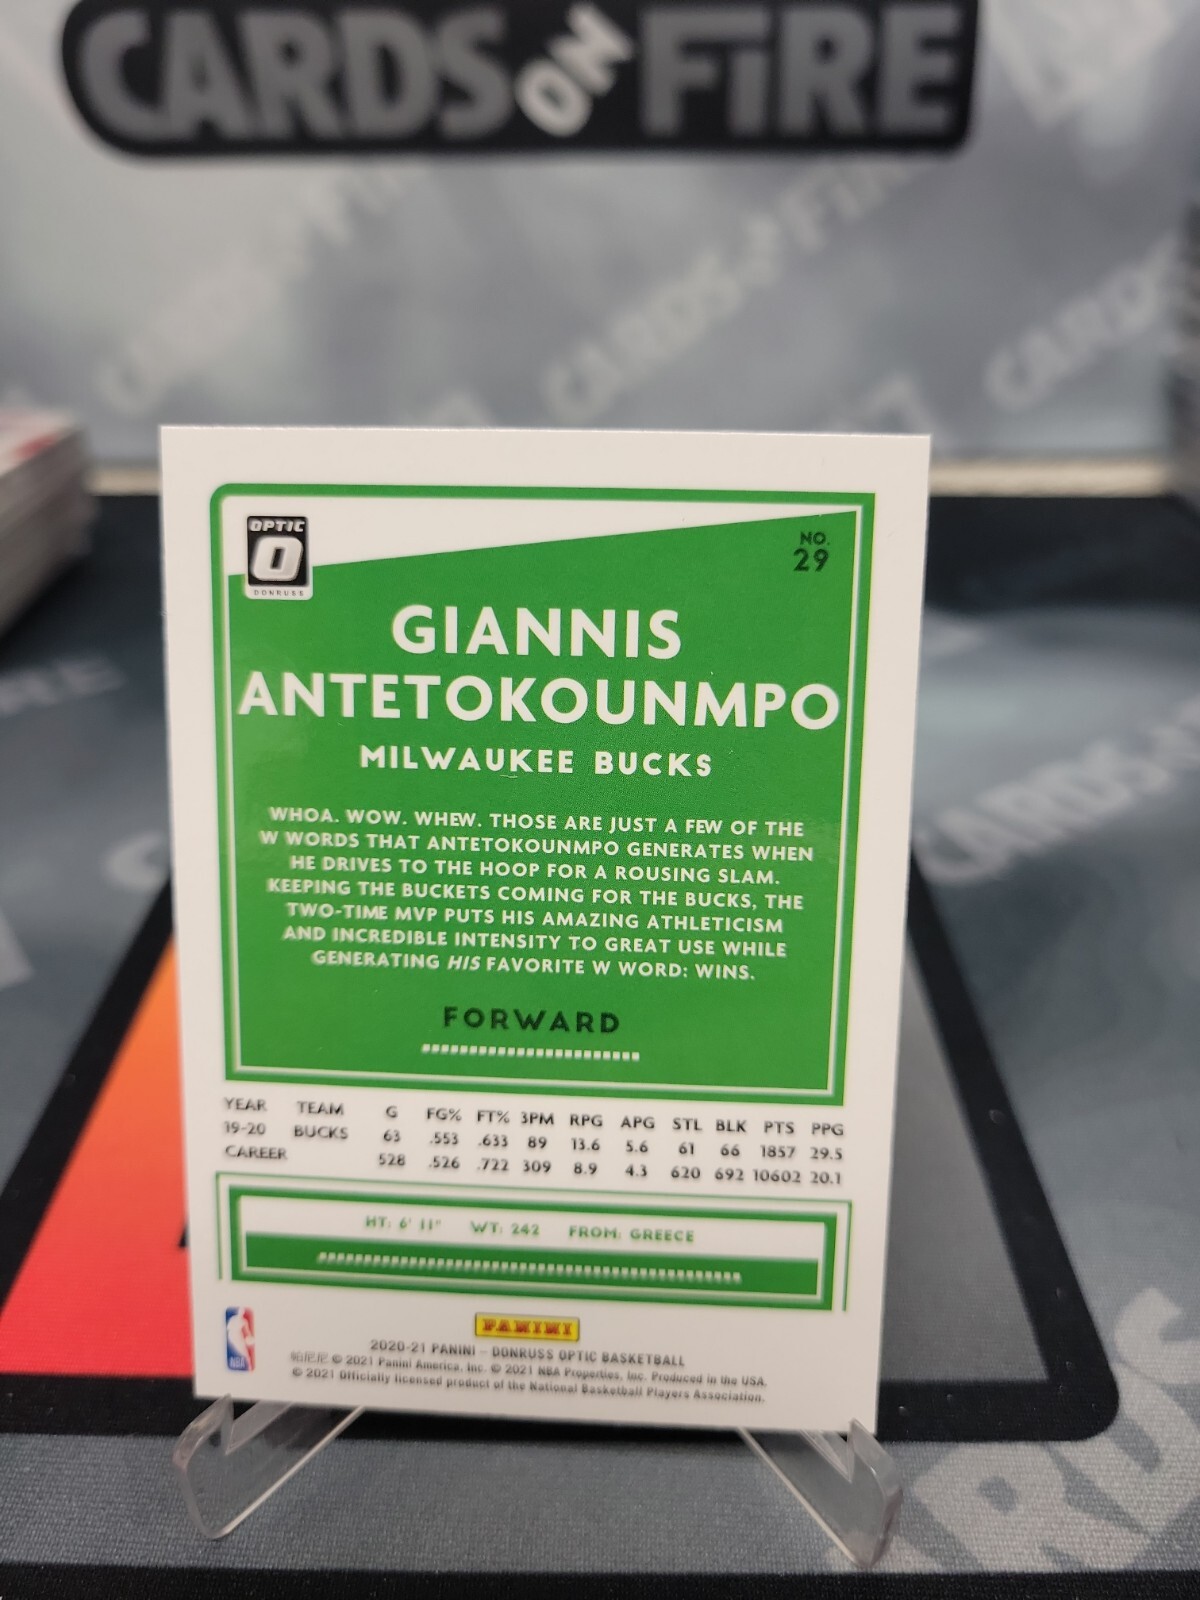 CARDS ON FIRE
OPTIC
O
DONRUSS
NO.
29
GIANNIS
ANTETOKOUNMPO
MILWAUKEE BUCKS
WHOA. WOW. WHEW. THOSE ARE JUST A FEW OF THE
W WORDS THAT ANTETOKOUNMPO GENERATES WHEN
HE DRIVES TO THE HOOP FOR A ROUSING SLAM.
KEEPING THE BUCKETS COMING FOR THE BUCKS, THE
TWO-TIME MVP PUTS HIS AMAZING ATHLETICISM
AND INCREDIBLE INTENSITY TO GREAT USE WHILE
GENERATING HIS FAVORITE W WORD: WINS.
FORWARD
YEAR TEAM G FG% FT% 3PM RPG APG STL BLK PTS PPG
19-20 BUCKS 63 .553 .633 89 13.6 5.6 61 66 1857 29.5
CAREER 528 .526 .722 309 8.9 4.3 620 692 10602 20.1
HT: 6' 11" WT: 242 FROM: GREECE
PANINI
NBA
2020-21 PANINI – DONRUSS OPTIC BASKETBALL
© 2021 Panini America, Inc. © 2021 NBA Properties, Inc. Produced in the USA.
© 2021 Officially licensed product of the National Basketball Players Association.